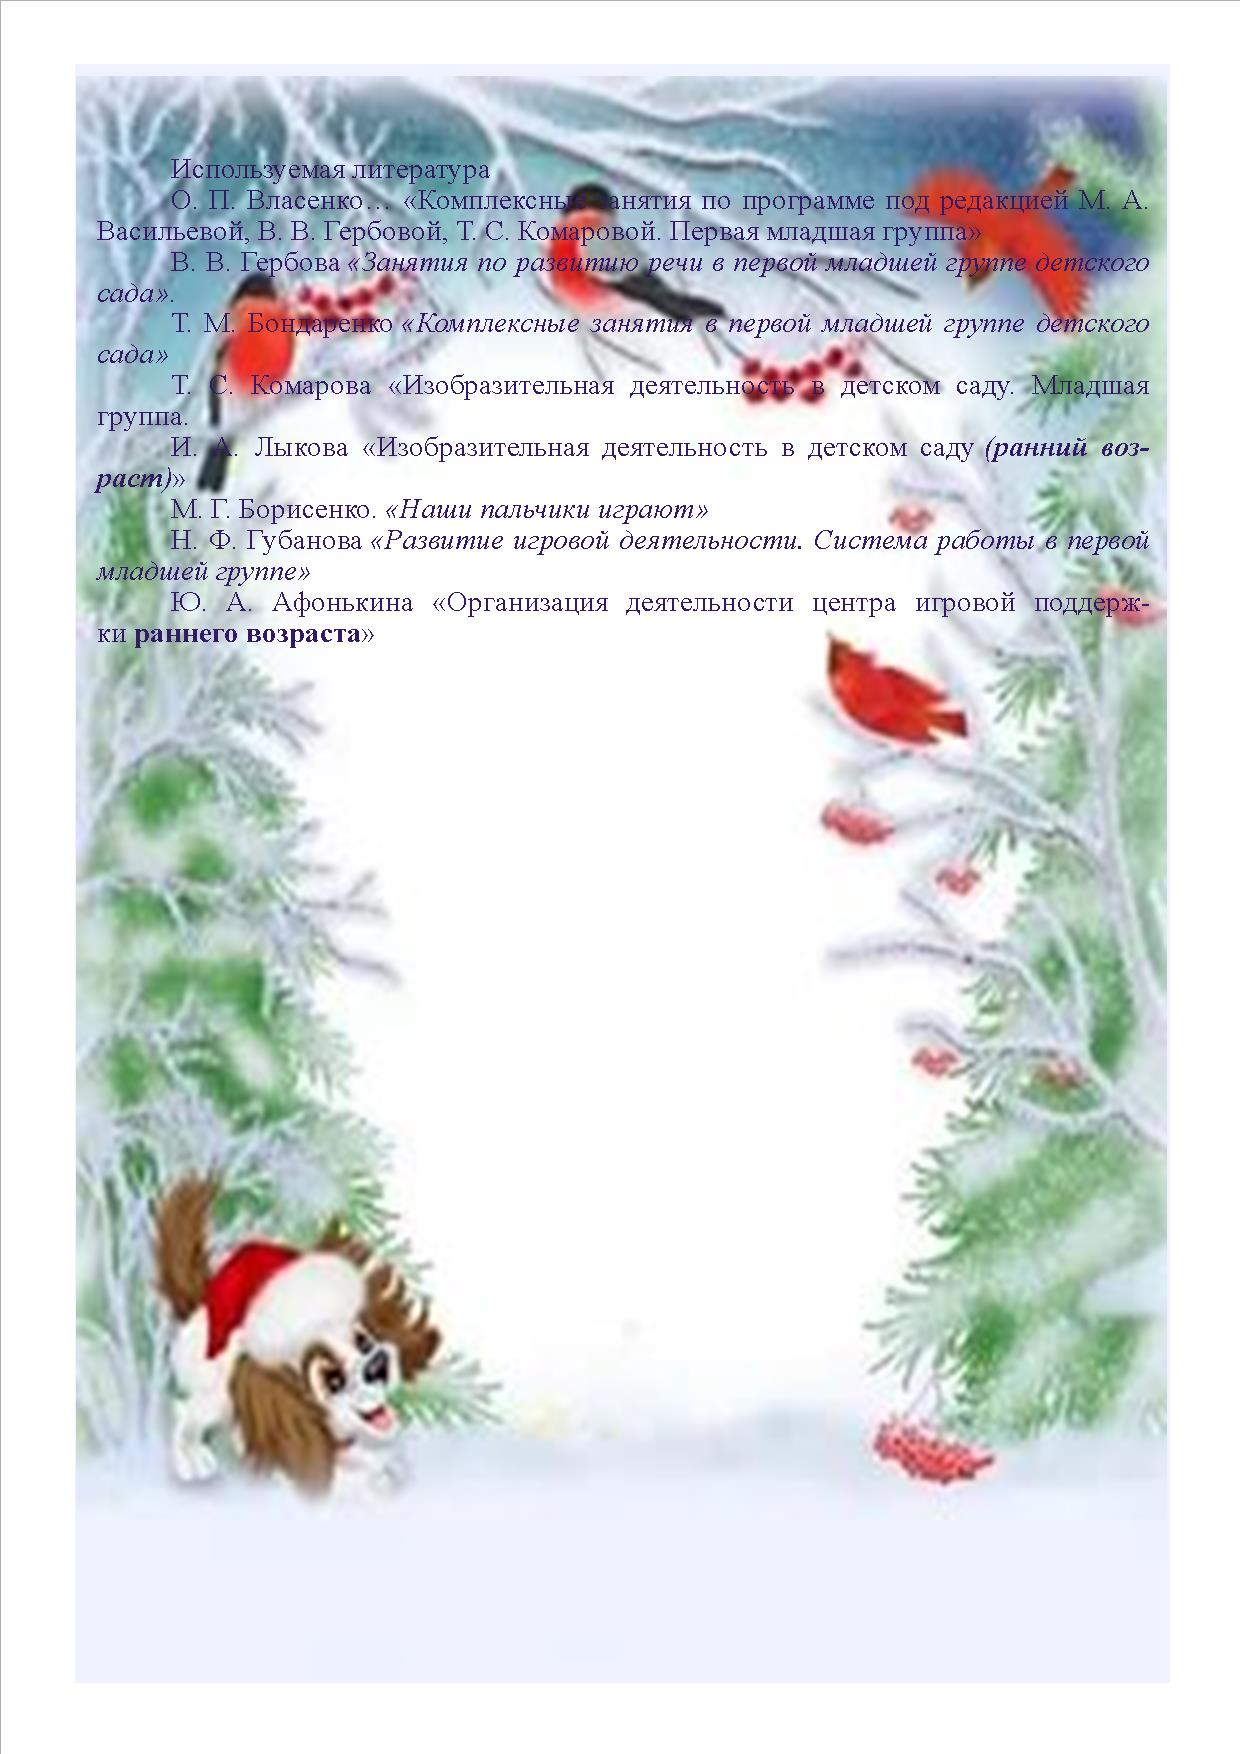 Используемая литература
О. П. Власенко… «Комплексные занятия по программе под редакцией М. А.
Васильевой, В. В. Гербовой, Т. С. Комаровой. Первая младшая группа»
В. В. Гербова «Занятия по развитию речи в первой младшей группе детского
сада».
Т. М. Бондаренко «Комплексные занятия в первой младшей группе детского
сада»
Т. С. Комарова «Изобразительная деятельность в детском саду. Младшая
группа.
И. А. Лыкова «Изобразительная деятельность в детском саду (ранний воз-
раст)»
М. Г. Борисенко. «Наши пальчики играют»
Н. Ф. Губанова «Развитие игровой деятельности. Система работы в первой
младшей группе»
Ю. А. Афонькина «Организация деятельности центра игровой поддерж-
ки раннего возраста»